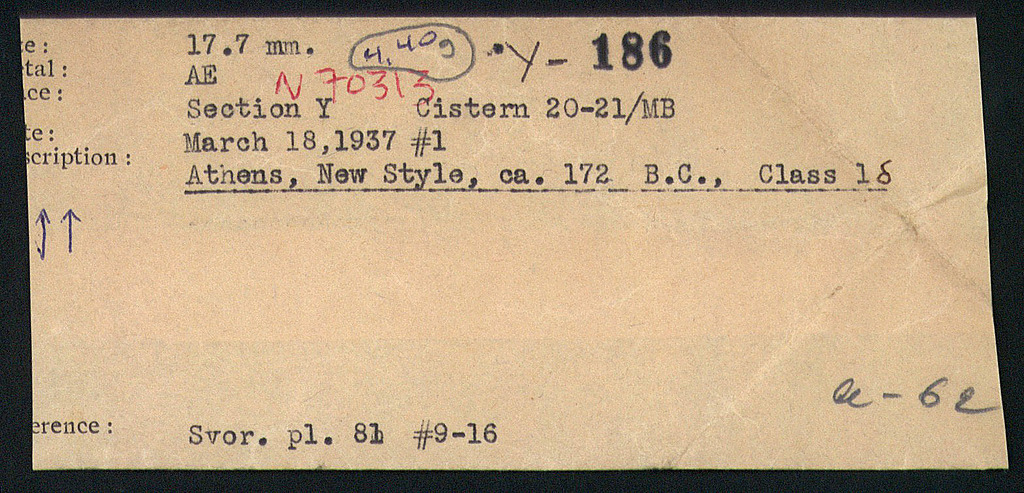 e: 17.7 mm. 4.40g Y- 186
tal: AE
N 70313
ce: Section Y Cistern 20-21/MB
te: March 18,1937 #1
scription: Athens, New Style, ca. 172 B.C., Class 1δ
↑ ↑
erence: Svor. pl. 81 #9-16